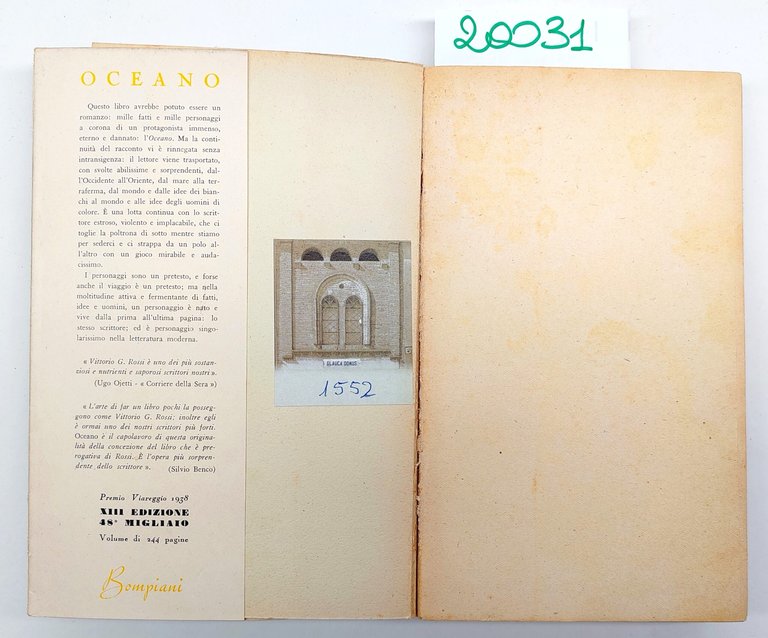 20031
OCEANO
Questo libro avrebbe potuto essere un
romanzo: mille fatti e mille personaggi
a corona di un protagonista immenso,
eterno e dannato: l'Oceano. Ma la conti-
nuità del racconto vi è rinnegata senza
intransigenza: il lettore viene trasportato,
con svolte abilissime e sorprendenti, dal-
l'Occidente all'Oriente, dal mare alla ter-
raferma, dal mondo e dalle idee dei bian-
chi al mondo e alle idee degli uomini di
colore. È una lotta continua con lo scrit-
tore estroso, violento e implacabile, che ci
toglie la poltrona di sotto mentre stiamo
per sederci e ci strappa da un polo al-
l'altro con un gioco mirabile e auda-
cissimo.
I personaggi sono un pretesto, e forse
anche il viaggio è un pretesto; ma nella
moltitudine attiva e fermentante di fatti,
idee e uomini, un personaggio è nato e
vive dalla prima all'ultima pagina: lo
stesso scrittore; ed è personaggio singo-
larissimo nella letteratura moderna.
« Vittorio G. Rossi è uno dei più sostan-
ziosi e nutrienti e saporosi scrittori nostri ».
(Ugo Ojetti - « Corriere della Sera »)
« L'arte di far un libro pochi la posseg-
gono come Vittorio G. Rossi: inoltre egli
è ormai uno dei nostri scrittori più forti.
Oceano è il capolavoro di questa origina-
lità della concezione del libro che è pre-
rogativa di Rossi. È l'opera più sorpren-
dente dello scrittore ». (Silvio Benco)
Premio Viareggio 1938
XIII EDIZIONE
48° MIGLIAIO
Volume di 244 pagine
Bompiani
GLAUCA DOMUS
1552